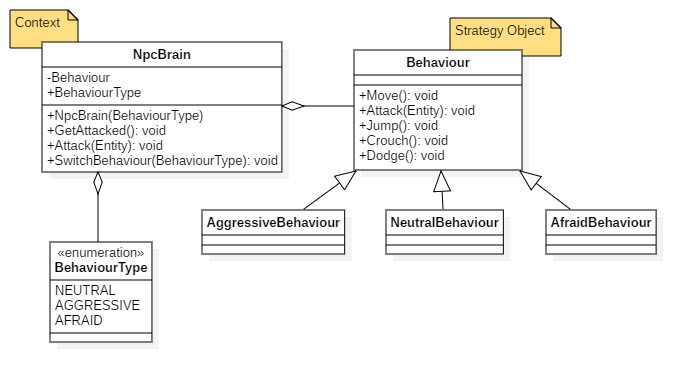 Context
NpcBrain
-Behaviour
+BehaviourType
+NpcBrain(BehaviourType)
+GetAttacked(): void
+Attack(Entity): void
+SwitchBehaviour(BehaviourType): void
Strategy Object
Behaviour
+Move(): void
+Attack(Entity): void
+Jump(): void
+Crouch(): void
+Dodge(): void
AggressiveBehaviour
NeutralBehaviour
AfraidBehaviour
«enumeration»
BehaviourType
NEUTRAL
AGGRESSIVE
AFRAID